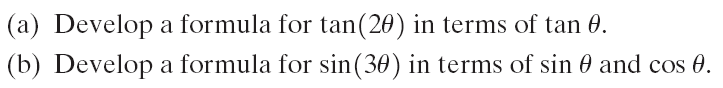 (a) Develop a formula for tan(2θ) in terms of tan θ.
(b) Develop a formula for sin(3θ) in terms of sin θ and cos θ.